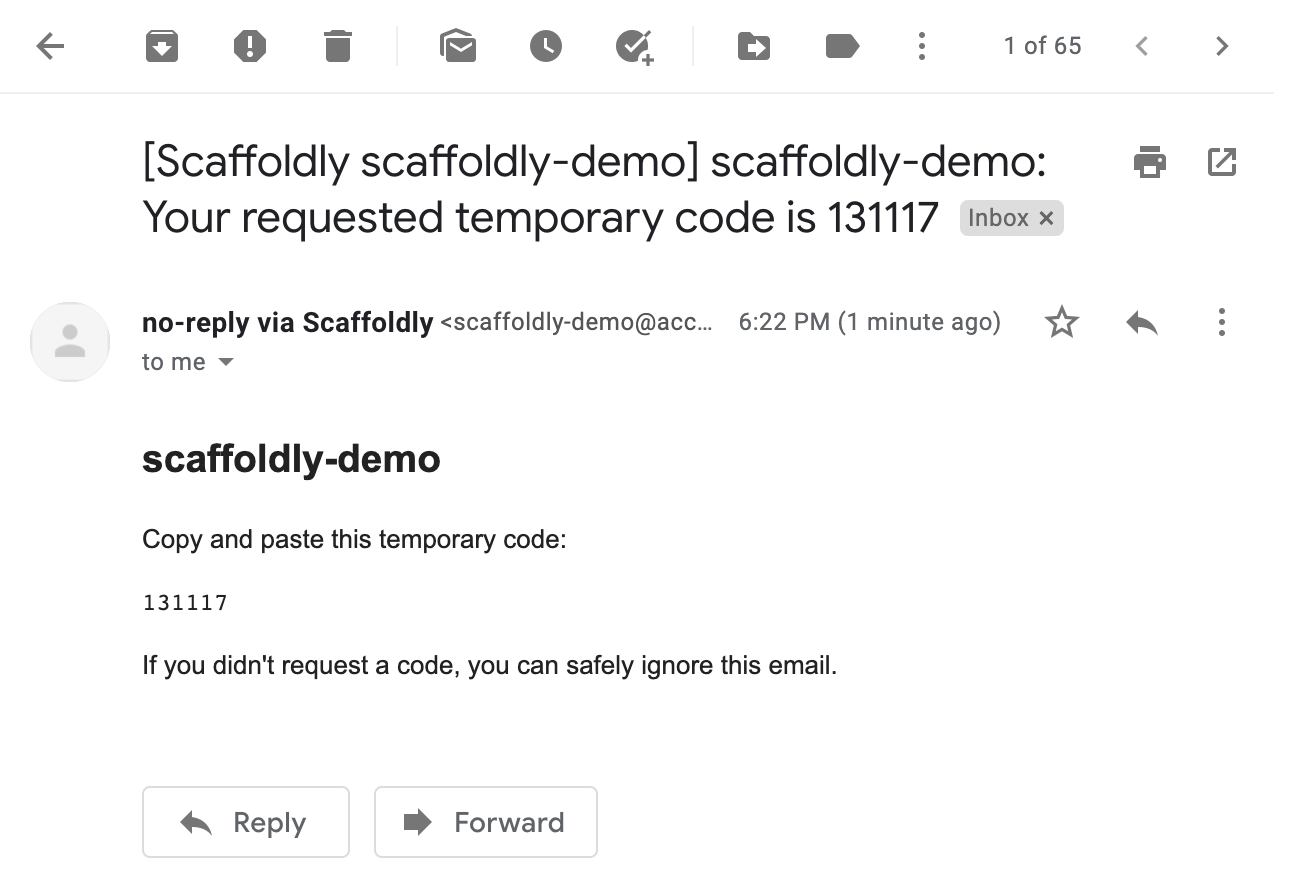 1 of 65
[Scaffoldly scaffoldly-demo] scaffoldly-demo:
Your requested temporary code is 131117 Inbox ×
no-reply via Scaffoldly <scaffoldly-demo@acc... 6:22 PM (1 minute ago)
to me
scaffoldly-demo
Copy and paste this temporary code:
131117
If you didn't request a code, you can safely ignore this email.
Reply Forward